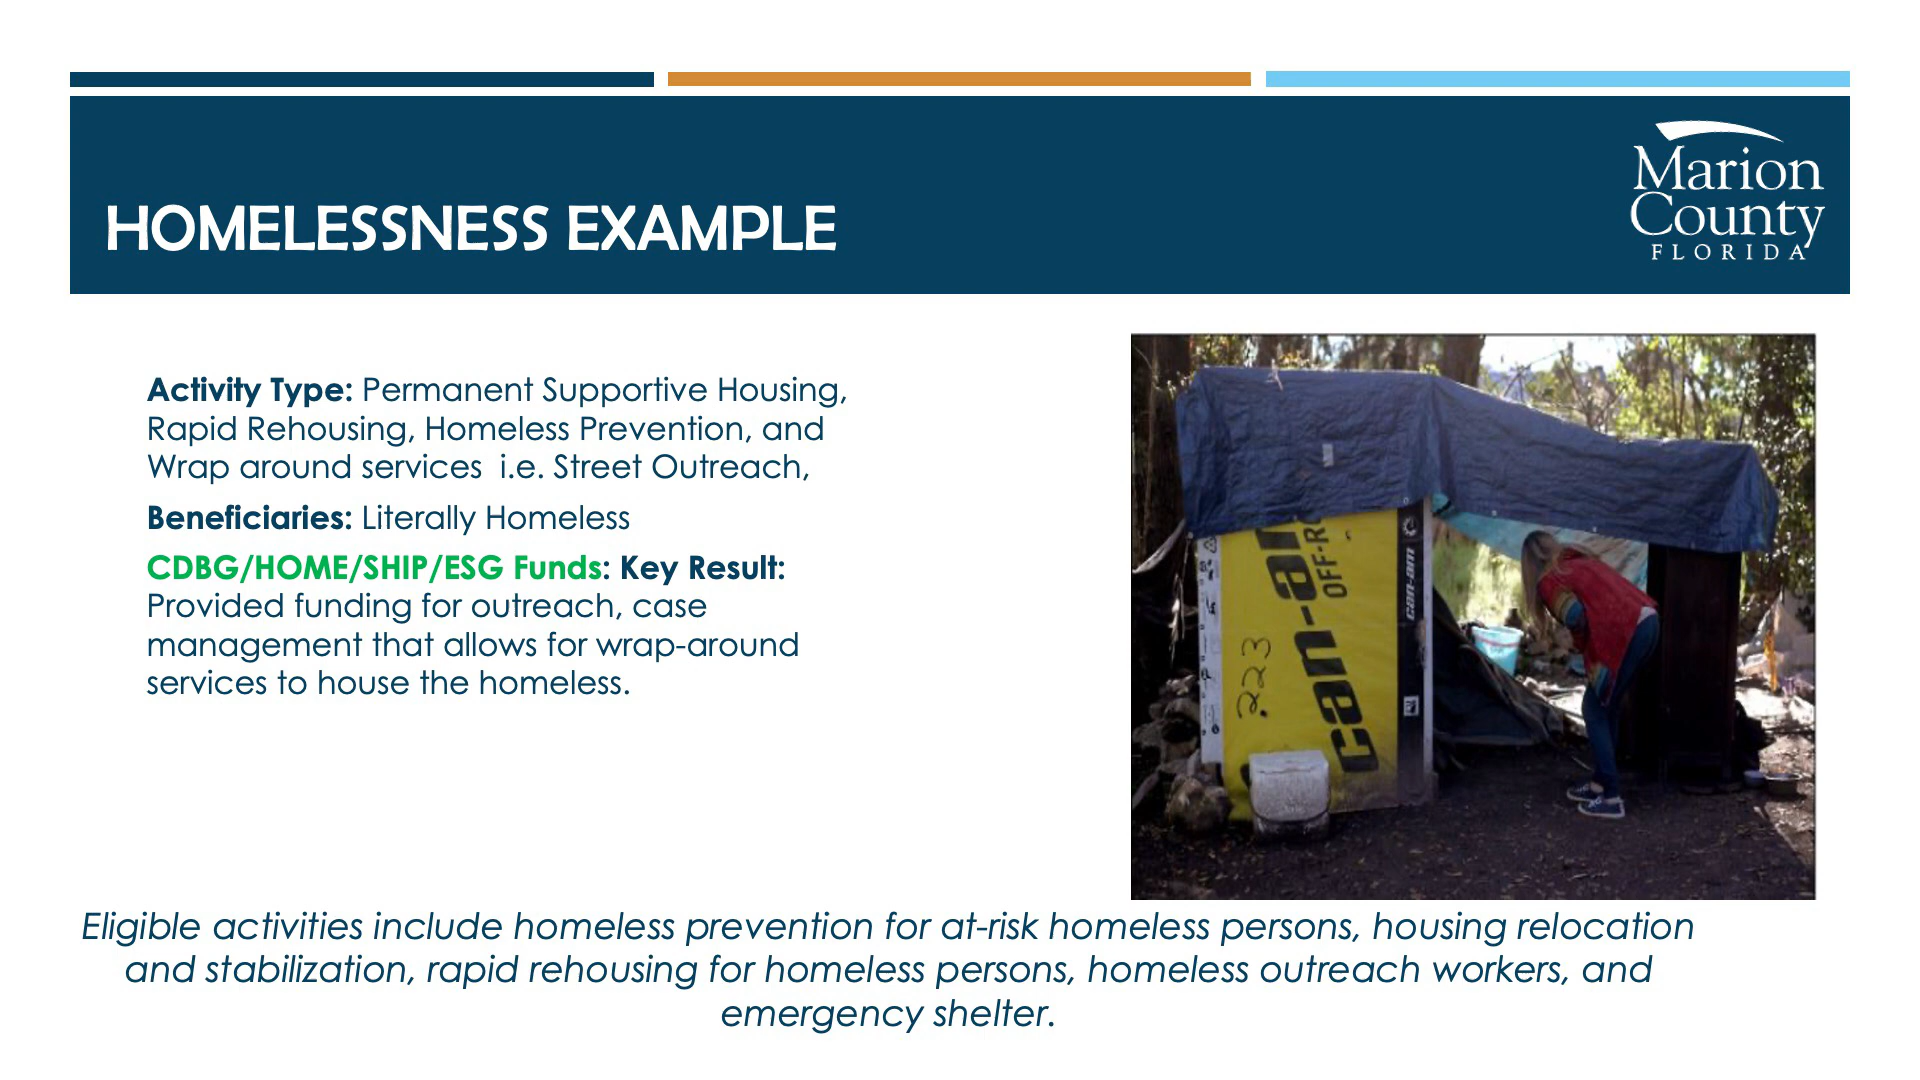 HOMELESSNESS EXAMPLE
Marion
County
FLORIDA
Activity Type: Permanent Supportive Housing,
Rapid Rehousing, Homeless Prevention, and
Wrap around services  i.e. Street Outreach,
Beneficiaries: Literally Homeless
CDBG/HOME/SHIP/ESG Funds: Key Result:
Provided funding for outreach, case
management that allows for wrap-around
services to house the homeless.
can-am
OFF-R
can-am
.223
Eligible activities include homeless prevention for at-risk homeless persons, housing relocation
and stabilization, rapid rehousing for homeless persons, homeless outreach workers, and
emergency shelter.